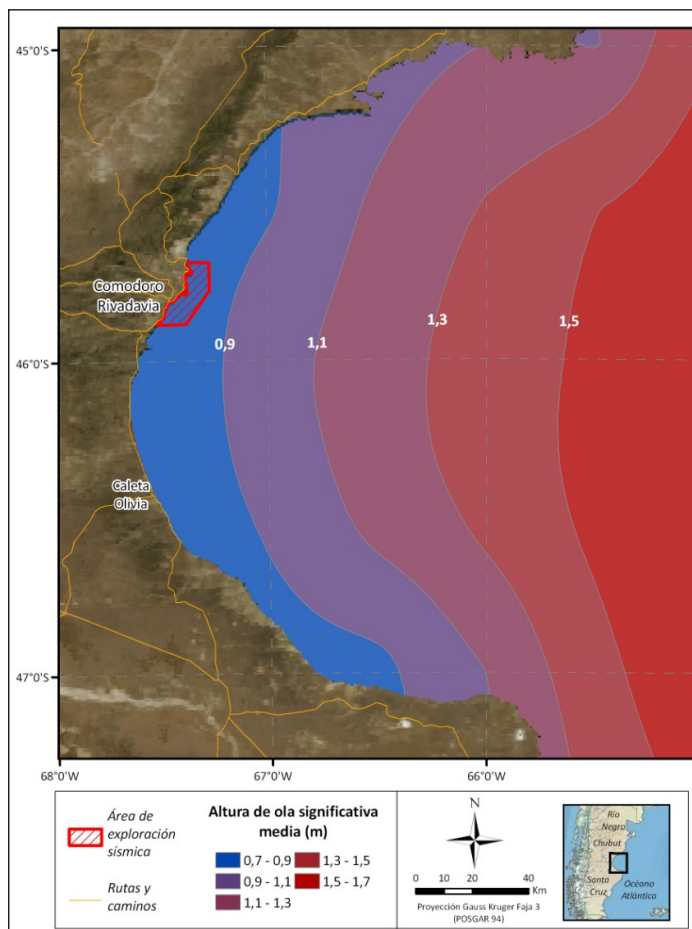 45°0'S
Comodoro
Rivadavia
0,9
1,1
1,3
1,5
46°0'S
Caleta
Olivia
47°0'S
68°0'W
67°0'W
66°0'W
Área de
exploración
sísmica
Rutas y
caminos
Altura de ola significativa
media (m)
0,7 - 0,9
0,9 - 1,1
1,1 - 1,3
1,3 - 1,5
1,5 - 1,7
N
0 20 40 60 80
Km
Proyección Gauss Kruger Faja 3
(POSGAR 94)
Rio
Negro
Chubut
Santa
Cruz
Océano
Atlántico